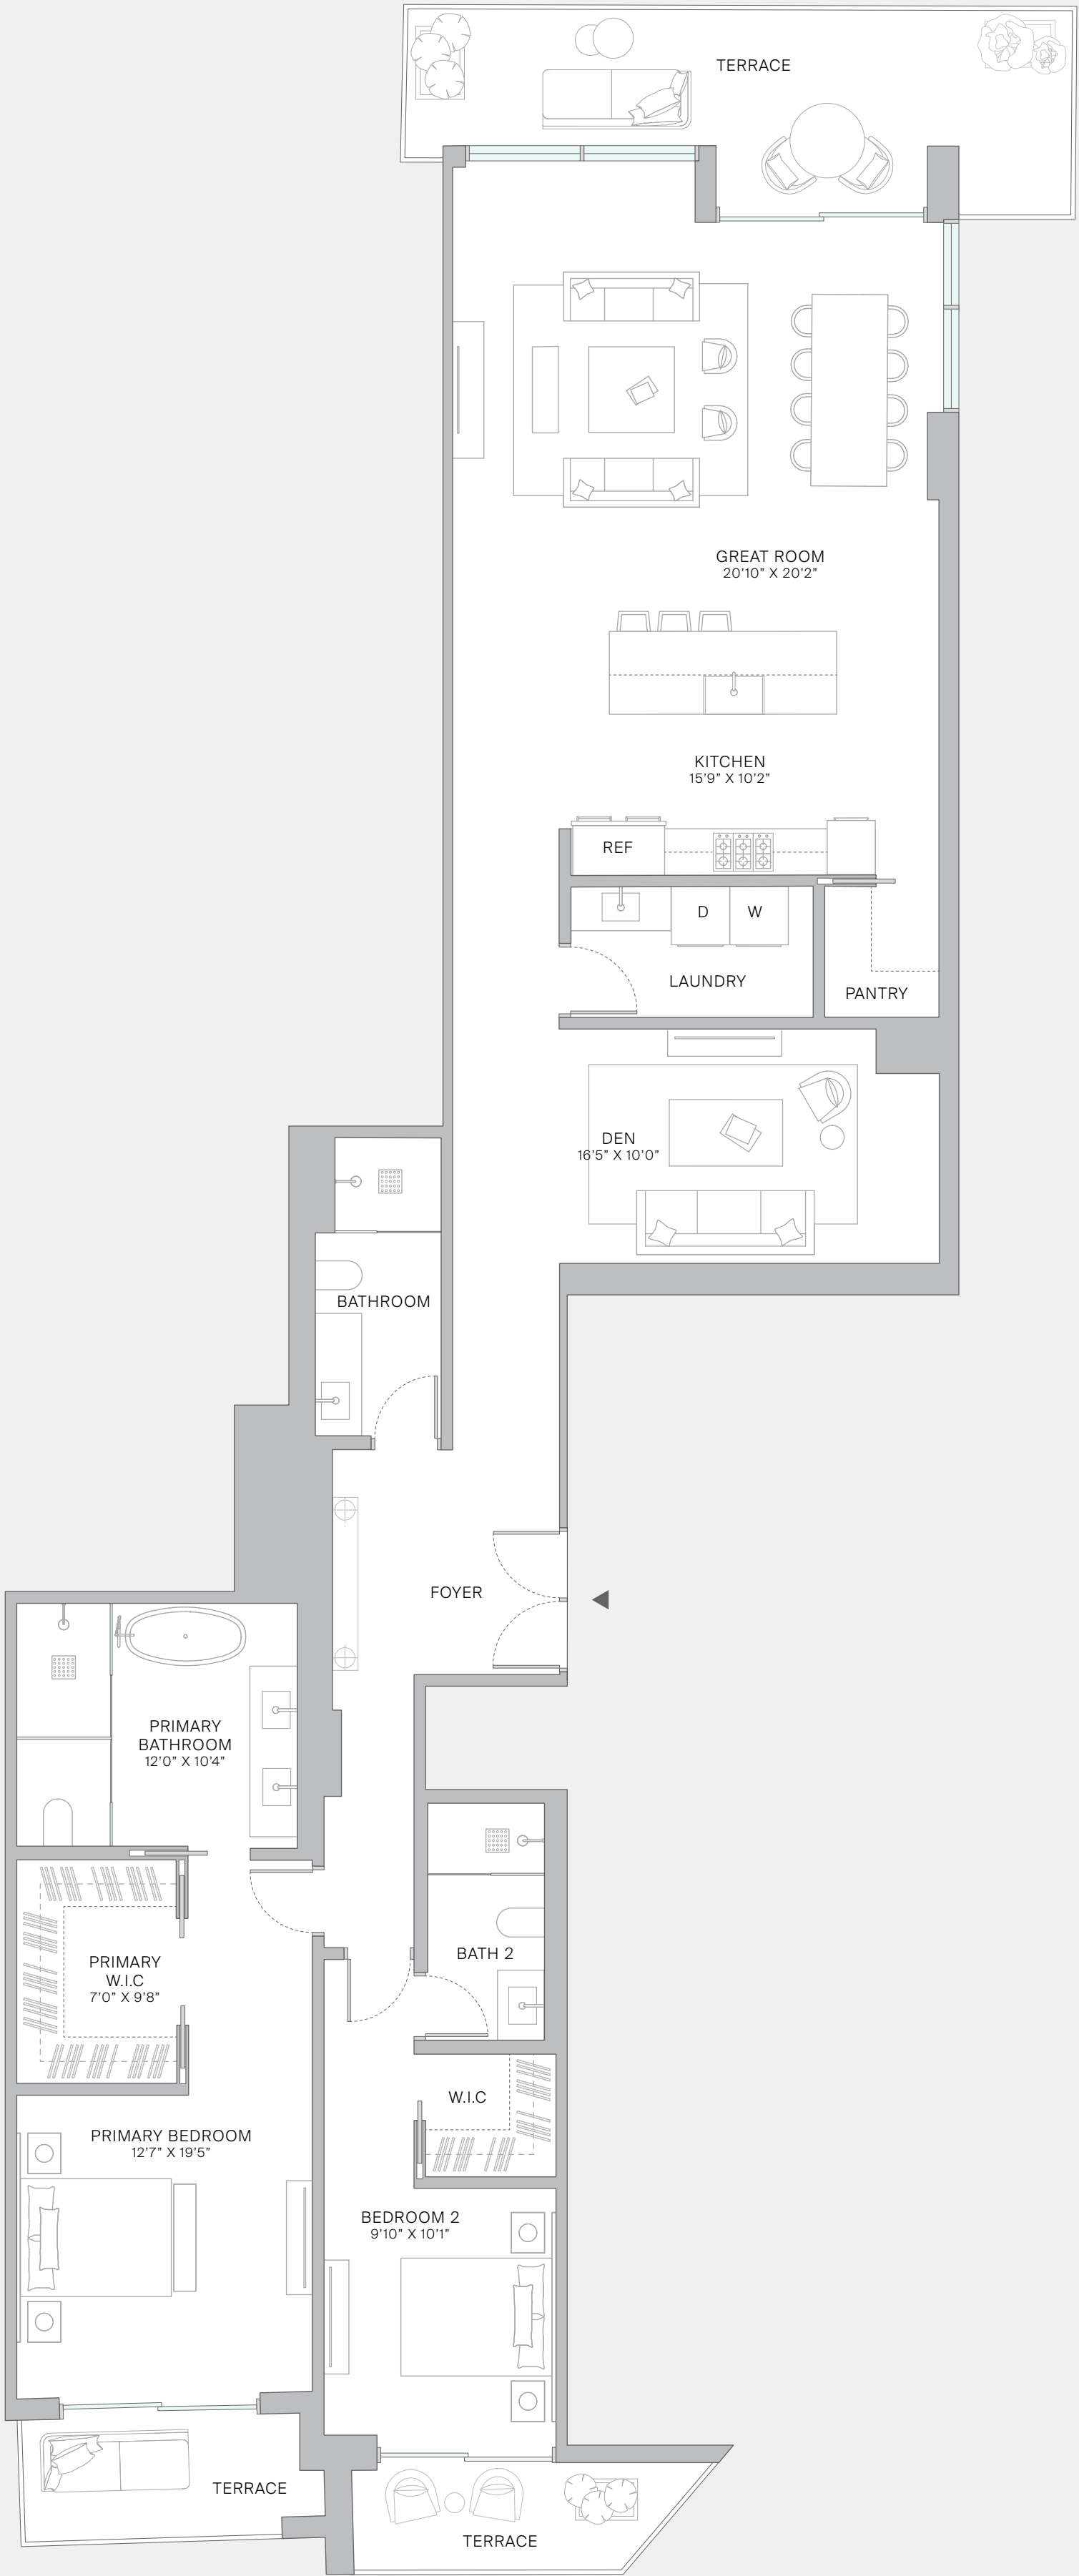 TERRACE
GREAT ROOM
20'10" X 20'2"
KITCHEN
15'9" X 10'2"
REF
D
W
LAUNDRY
PANTRY
DEN
16'5" X 10'0"
BATHROOM
FOYER
PRIMARY
BATHROOM
12'0" X 10'4"
BATH 2
PRIMARY
W.I.C
7'0" X 9'8"
W.I.C
PRIMARY BEDROOM
12'7" X 19'5"
BEDROOM 2
9'10" X 10'1"
TERRACE
TERRACE